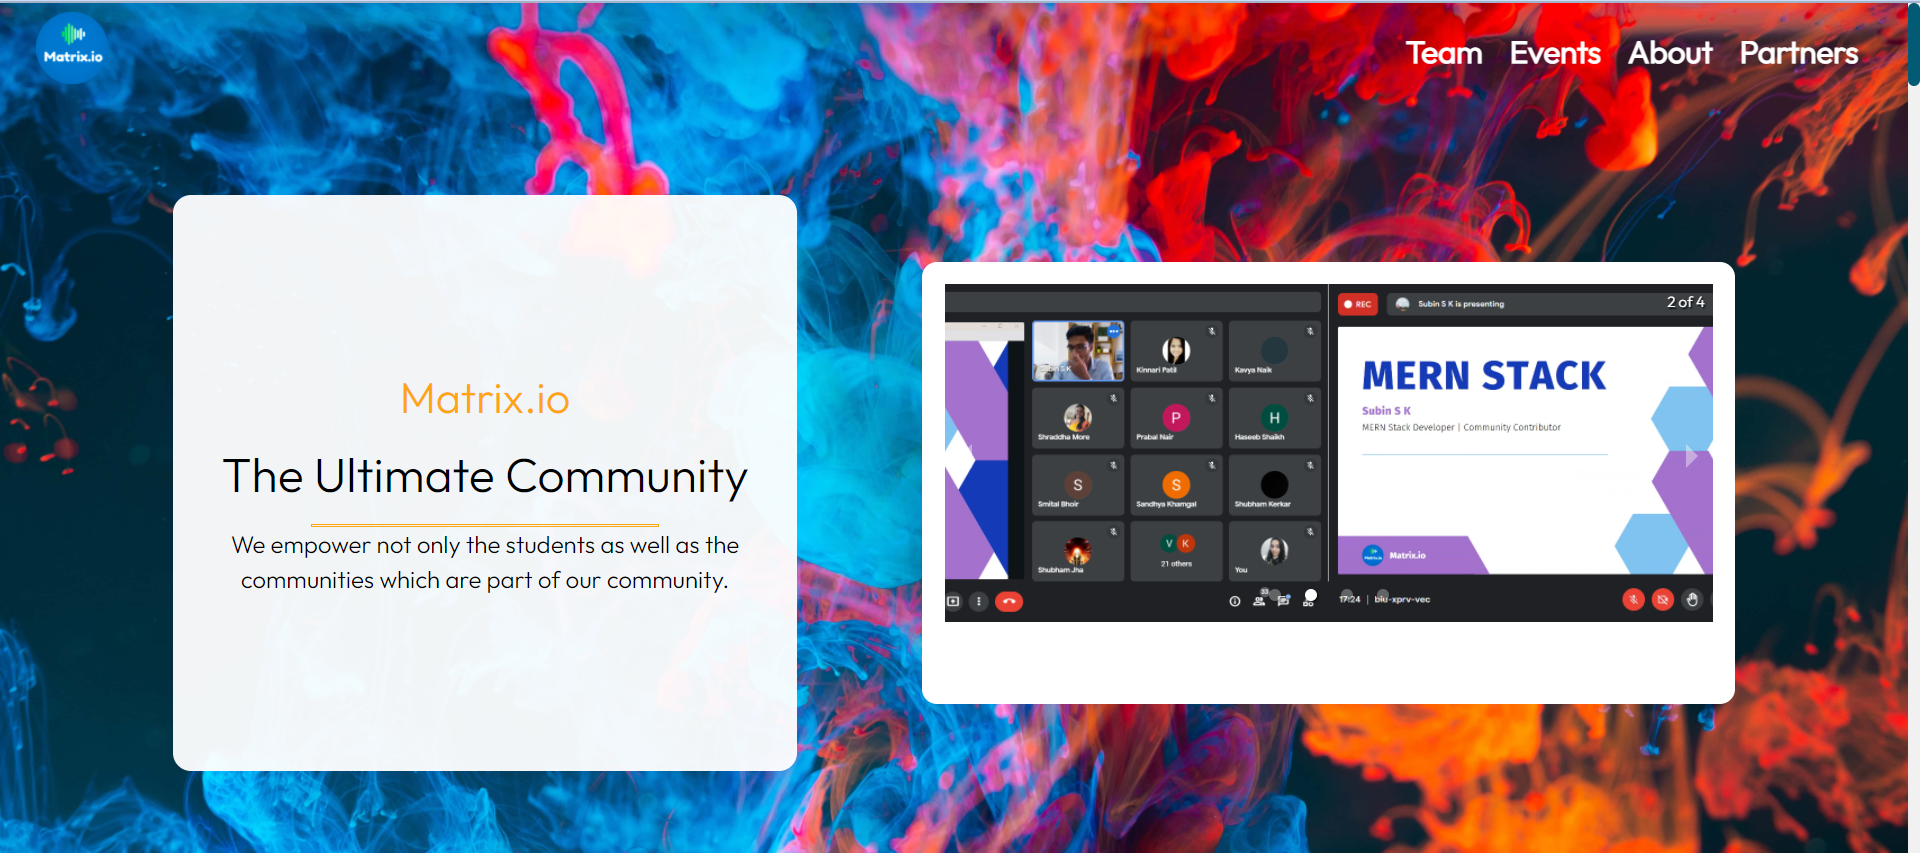 Matrix.io
Team Events About Partners
Matrix.io
The Ultimate Community
We empower not only the students as well as the
communities which are part of our community.
REC
Subin S K is presenting
2 of 4
Kinnari Patil
Kavya Naik
Shraddha More
P
Prabal Nair
H
Haseeb Shaikh
S
Smital Bhoir
S
Sandhya Khamgal
Shubham Kerkar
Shubham Jha
V K
21 others
You
MERN STACK
Subin S K
MERN Stack Developer | Community Contributor
Matrix.io
33
17:24 | biu-xprv-vec